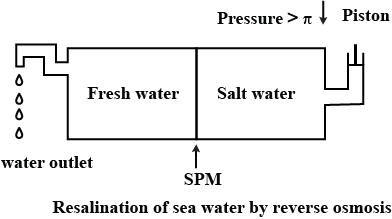 Pressure > π
Piston
Fresh water
Salt water
water outlet
SPM
Resalination of sea water by reverse osmosis